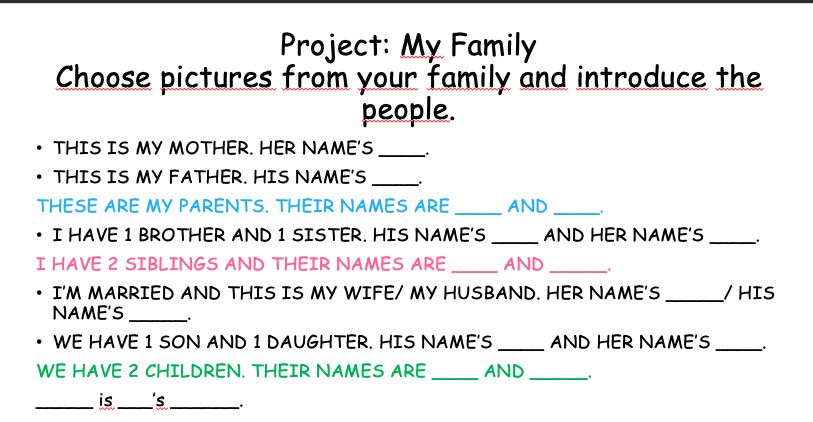 Project: My Family
Choose pictures from your family and introduce the
people.
• THIS IS MY MOTHER. HER NAME'S ____.
• THIS IS MY FATHER. HIS NAME'S ____.
THESE ARE MY PARENTS. THEIR NAMES ARE ____ AND ____.
• I HAVE 1 BROTHER AND 1 SISTER. HIS NAME'S ____ AND HER NAME'S ____.
I HAVE 2 SIBLINGS AND THEIR NAMES ARE ____ AND _____.
• I'M MARRIED AND THIS IS MY WIFE/ MY HUSBAND. HER NAME'S _____/ HIS
NAME'S _____.
• WE HAVE 1 SON AND 1 DAUGHTER. HIS NAME'S ____ AND HER NAME'S ____.
WE HAVE 2 CHILDREN. THEIR NAMES ARE ____ AND _____.
_____ is ___'s ______.